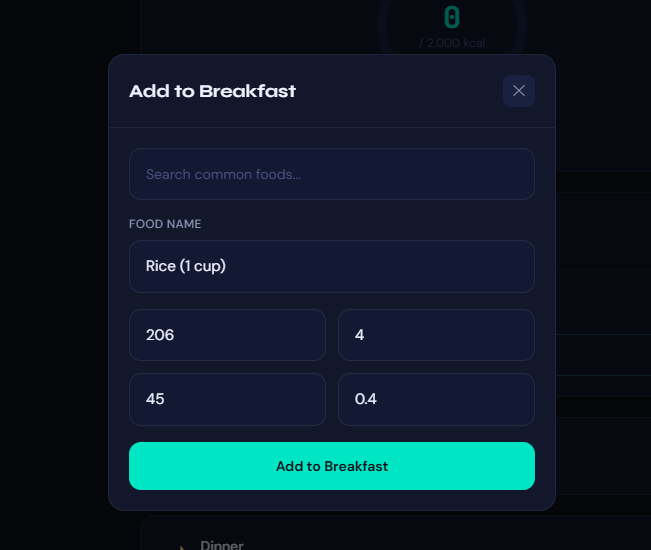 0
/ 2,000 kcal
Add to Breakfast
Search common foods...
FOOD NAME
Rice (1 cup)
206
4
45
0.4
Add to Breakfast
Dinner